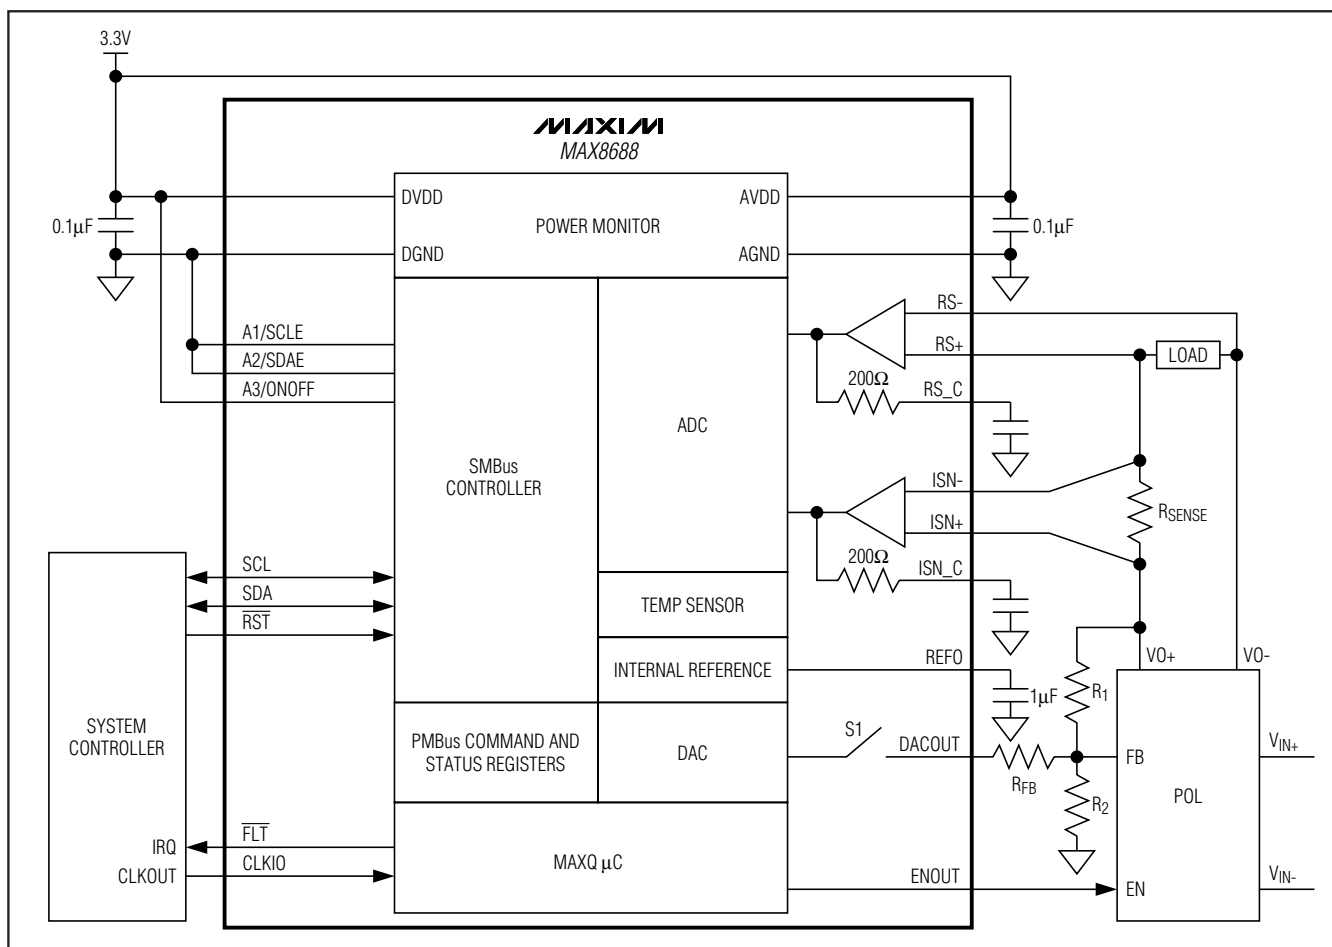 3.3V
MAXIM
MAX8688
DVDD
AVDD
0.1μF
POWER MONITOR
0.1μF
DGND
AGND
RS-
A1/SCLE
RS+
LOAD
A2/SDAE
A3/ONOFF
200Ω
RS_C
ADC
SMBus
CONTROLLER
ISN-
RSENSE
ISN+
200Ω
ISN_C
SCL
SDA
TEMP SENSOR
RST
REFO
VO+
VO-
INTERNAL REFERENCE
1μF
R1
SYSTEM
CONTROLLER
PMBus COMMAND AND
STATUS REGISTERS
DAC
S1
DACOUT
VIN+
FB
RFB
POL
R2
FLT
IRQ
MAXQ μC
CLKIO
CLKOUT
ENOUT
EN
VIN-